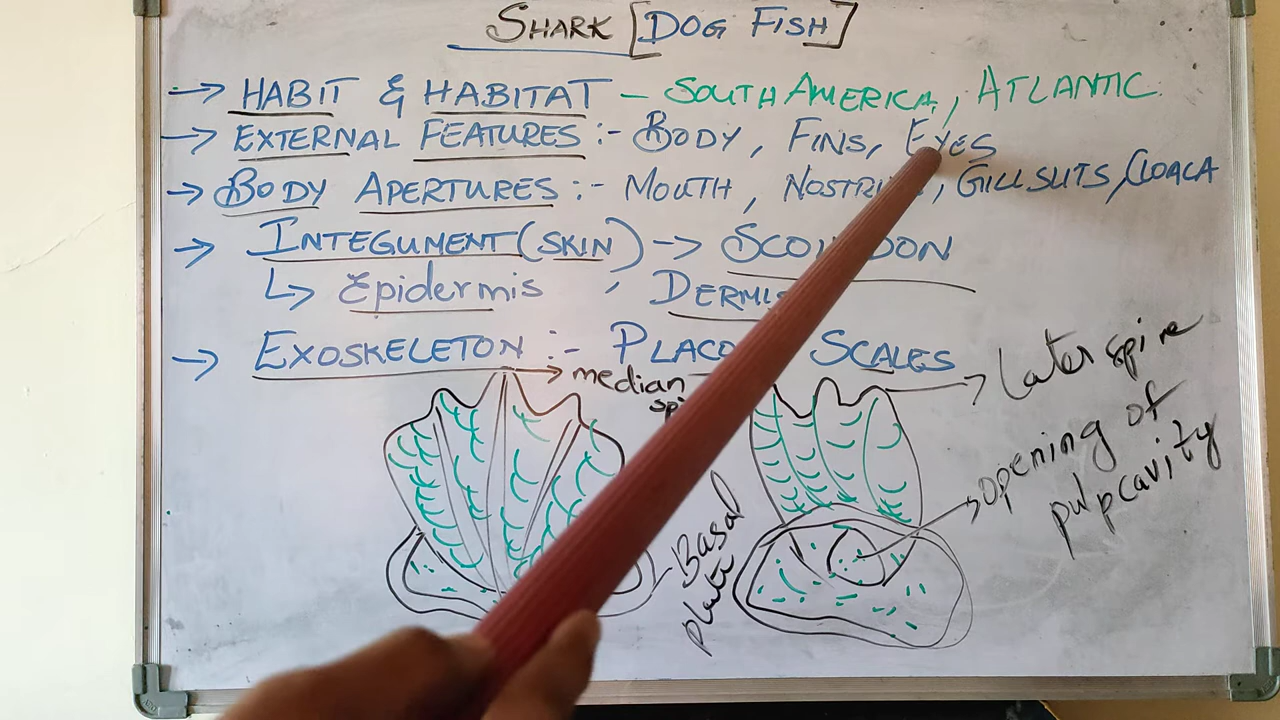 SHARK [DOG FISH]
→ HABIT & HABITAT - SOUTH AMERICA, ATLANTIC
→ EXTERNAL FEATURES :- BODY, FINS, EYES
→ BODY APERTURES :- MOUTH, , GILLSLITS, CLOACA
→ INTEGUMENT (SKIN) →
↳ Epidermis ,
→ EXOSKELETON :- SCALES
→ median
→ Later spine
→ opening of
pulpcavity
Basal
plate